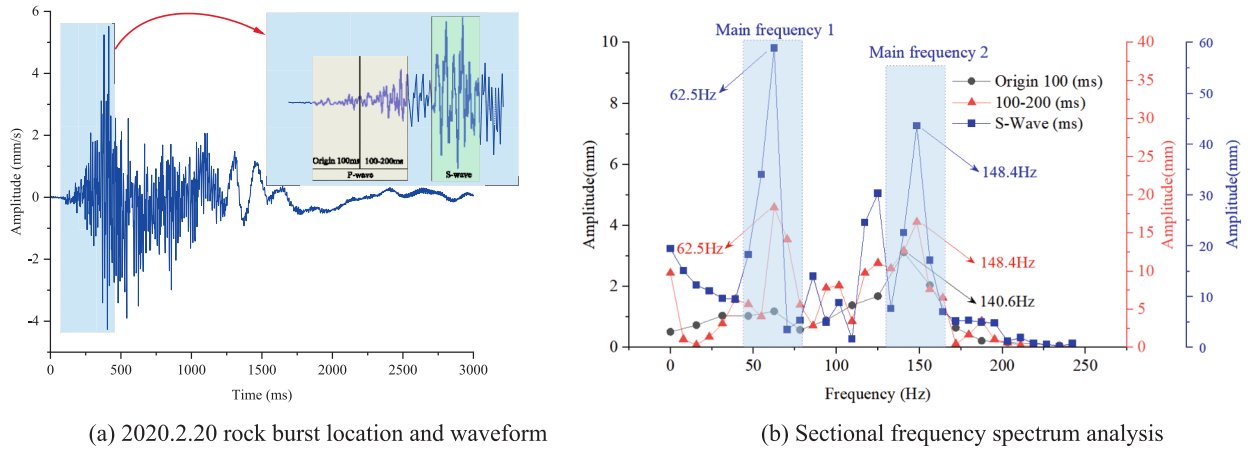 6
4
2
0
-2
-4
Amplitude (mm/s)
0
500
1000
1500
2000
2500
3000
Time (ms)
Origin 100ms
100-200ms
P-wave
S-wave
(a) 2020.2.20 rock burst location and waveform
Main frequency 1
Main frequency 2
62.5Hz
148.4Hz
62.5Hz
148.4Hz
140.6Hz
Origin 100 (ms)
100-200 (ms)
S-Wave (ms)
10
8
6
4
2
0
Amplitude(mm)
40
35
30
25
20
15
10
5
0
Amplitude(mm)
60
50
40
30
20
10
0
Amplitude(mm)
0
50
100
150
200
250
Frequency (Hz)
(b) Sectional frequency spectrum analysis